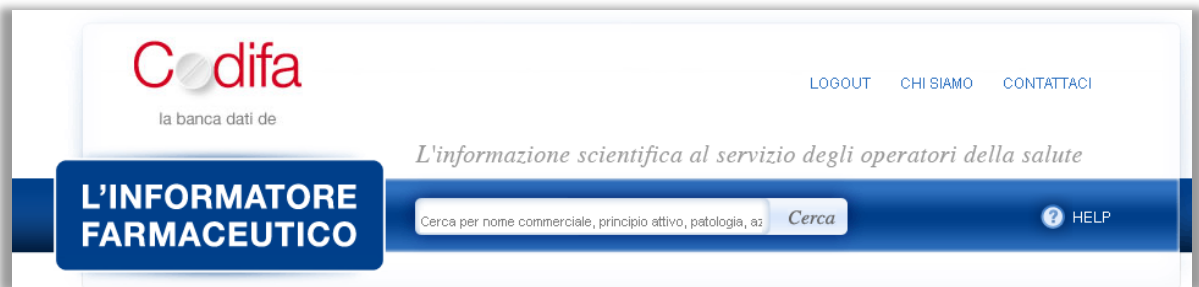 Codifa
la banca dati de
LOGOUT CHI SIAMO CONTATTACI
L'informazione scientifica al servizio degli operatori della salute
L'INFORMATORE
FARMACEUTICO
Cerca per nome commerciale, principio attivo, patologia, az Cerca
? HELP